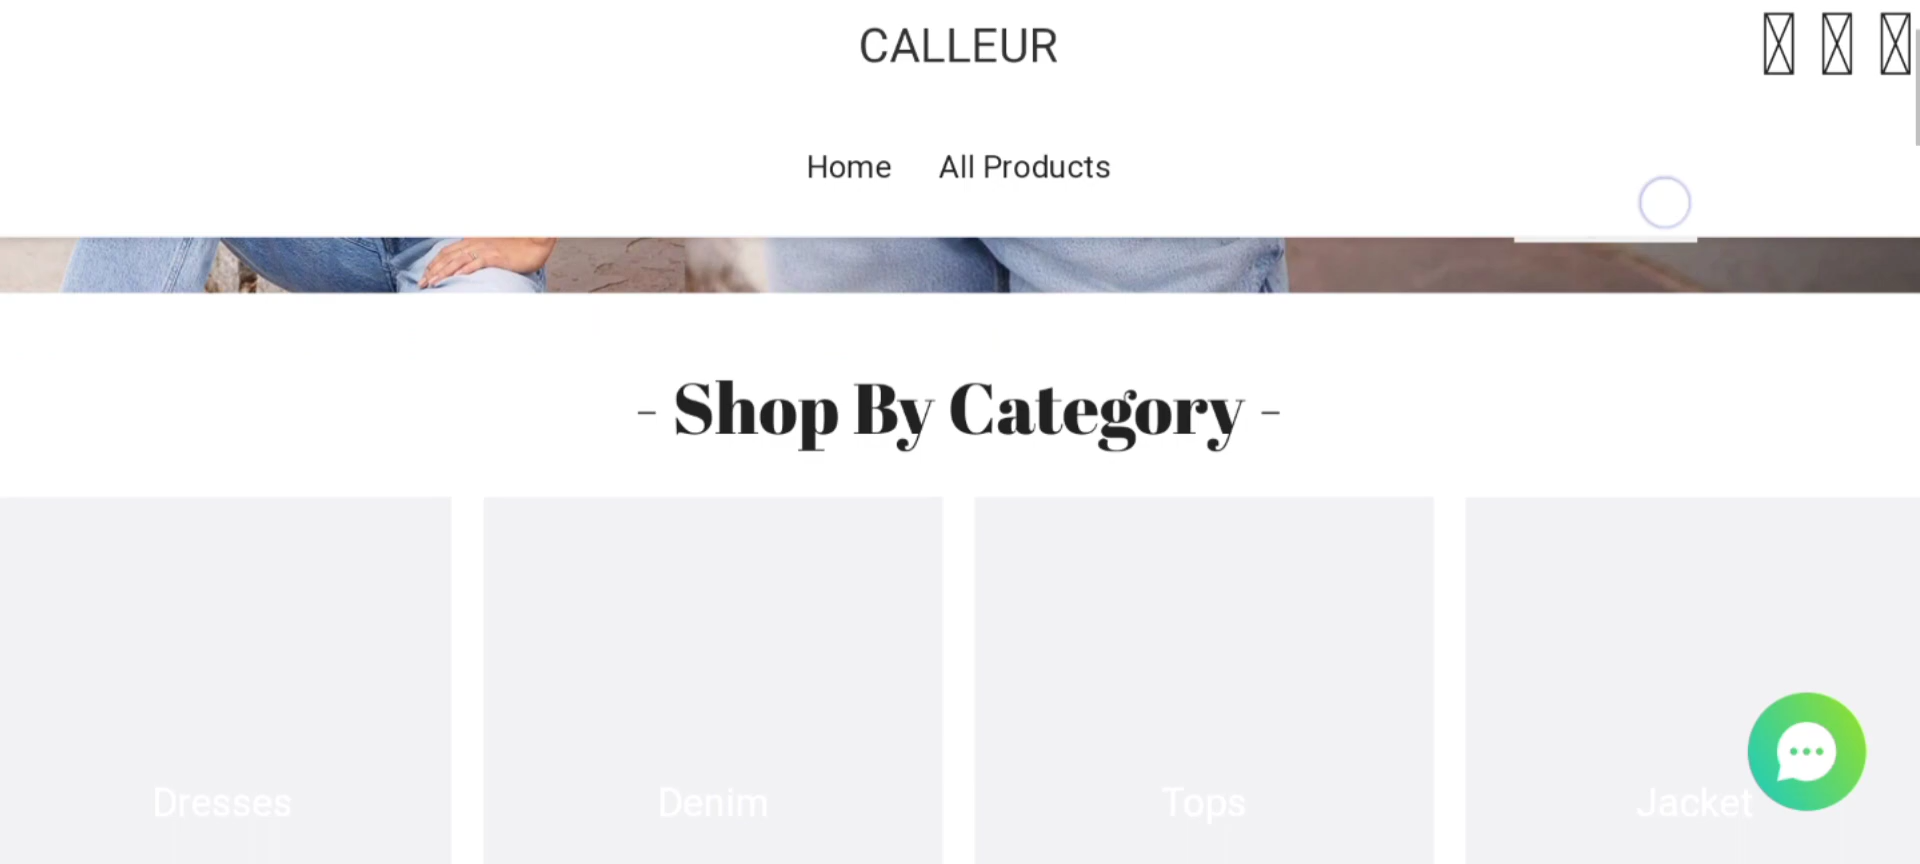 CALLEUR
Home All Products
- Shop By Category -
Dresses Denim Tops Jacket